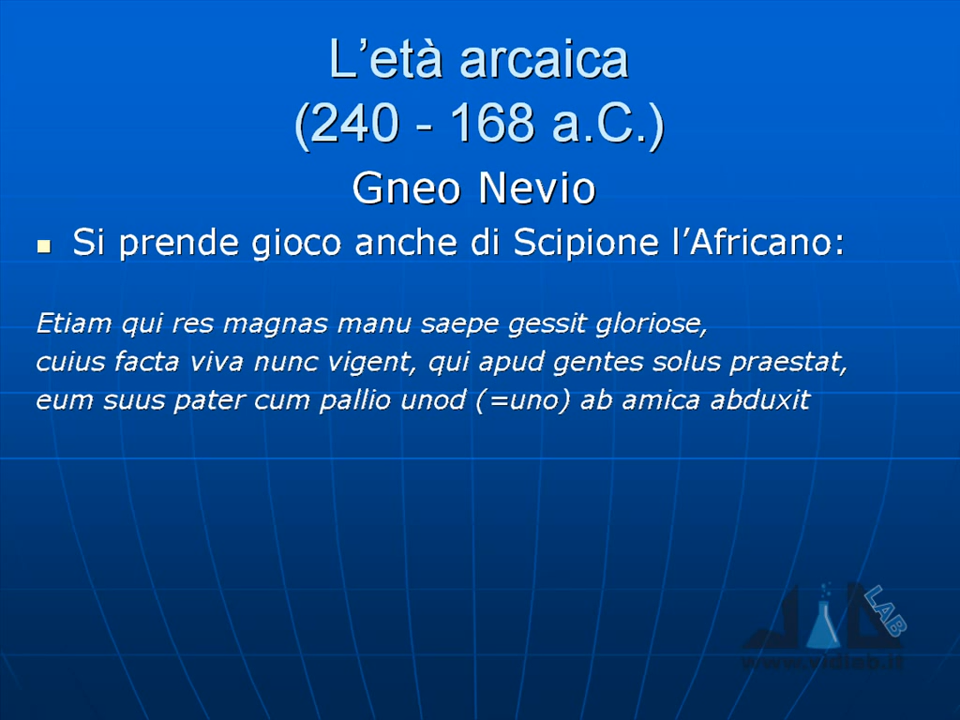 L’età arcaica
(240 - 168 a.C.)
Gneo Nevio
Si prende gioco anche di Scipione l’Africano:
Etiam qui res magnas manu saepe gessit gloriose,
cuius facta viva nunc vigent, qui apud gentes solus praestat,
eum suus pater cum pallio unod (=uno) ab amica abduxit
LAB
www.vidlab.it